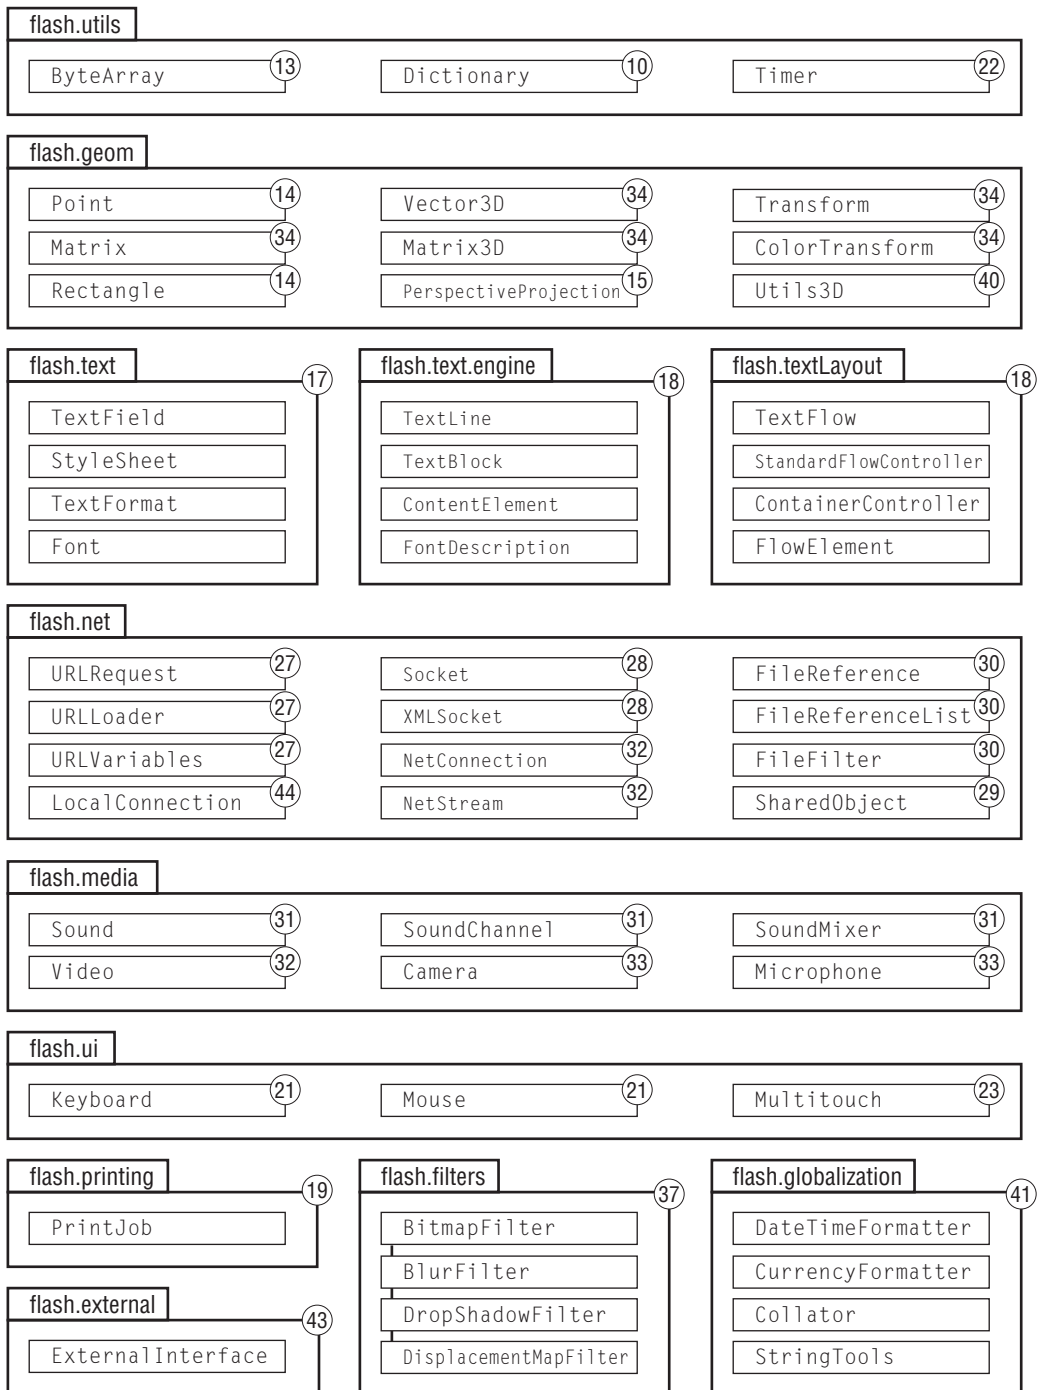 flash.utils
ByteArray 13 Dictionary 10 Timer 22
flash.geom
Point 14 Vector3D 34 Transform 34
Matrix 34 Matrix3D 34 ColorTransform 34
Rectangle 14 PerspectiveProjection 15 Utils3D 40
flash.text 17
TextField
StyleSheet
TextFormat
Font
flash.text.engine 18
TextLine
TextBlock
ContentElement
FontDescription
flash.textLayout 18
TextFlow
StandardFlowController
ContainerController
FlowElement
flash.net
URLRequest 27 Socket 28 FileReference 30
URLLoader 27 XMLSocket 28 FileReferenceList 30
URLVariables 27 NetConnection 32 FileFilter 30
LocalConnection 44 NetStream 32 SharedObject 29
flash.media
Sound 31 SoundChannel 31 SoundMixer 31
Video 32 Camera 33 Microphone 33
flash.ui
Keyboard 21 Mouse 21 Multitouch 23
flash.printing 19
PrintJob
flash.external 43
ExternalInterface
flash.filters 37
BitmapFilter
BlurFilter
DropShadowFilter
DisplacementMapFilter
flash.globalization 41
DateTimeFormatter
CurrencyFormatter
Collator
StringTools